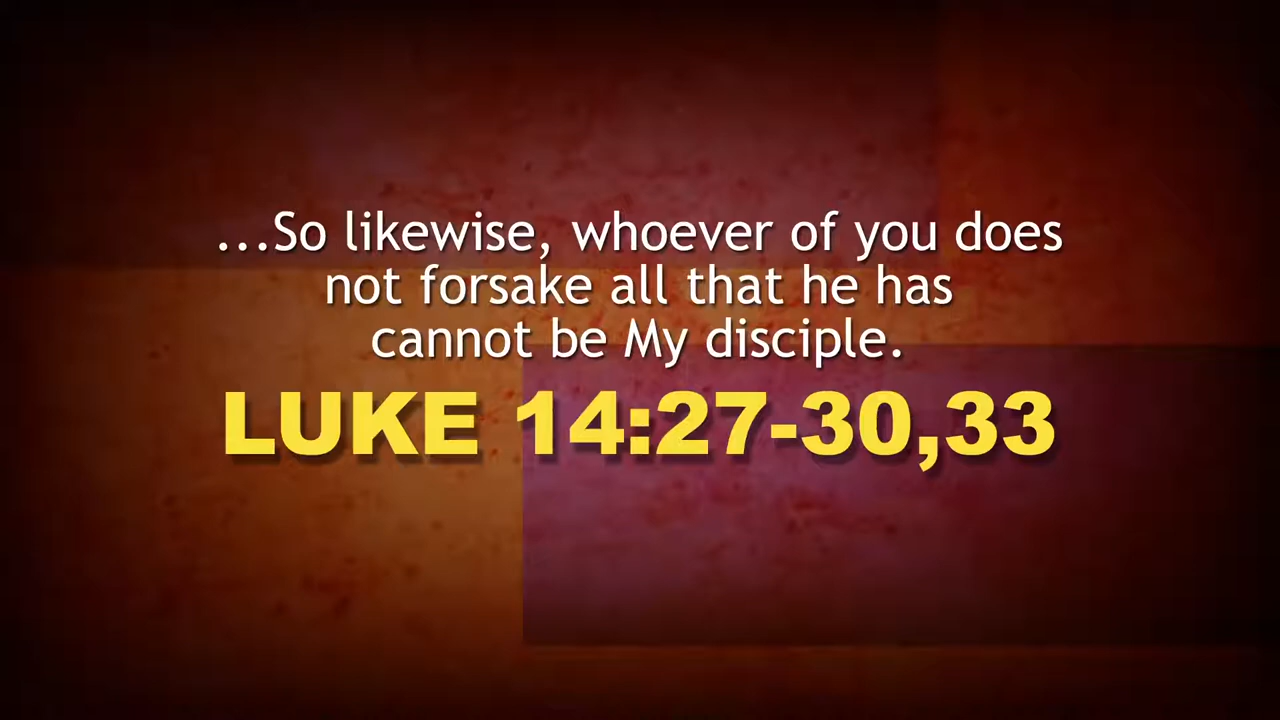 ...So likewise, whoever of you does
not forsake all that he has
cannot be My disciple.
LUKE 14:27-30,33